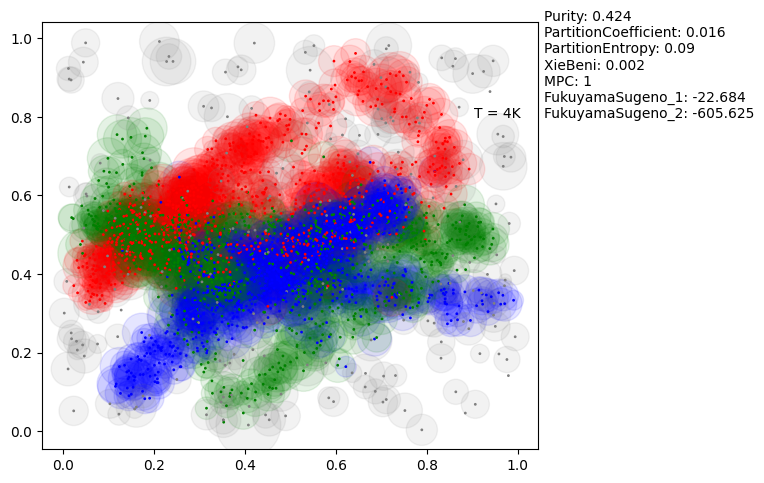 Purity: 0.424
PartitionCoefficient: 0.016
PartitionEntropy: 0.09
XieBeni: 0.002
MPC: 1
FukuyamaSugeno_1: -22.684
FukuyamaSugeno_2: -605.625
T = 4K
1.0
0.8
0.6
0.4
0.2
0.0
0.0 0.2 0.4 0.6 0.8 1.0